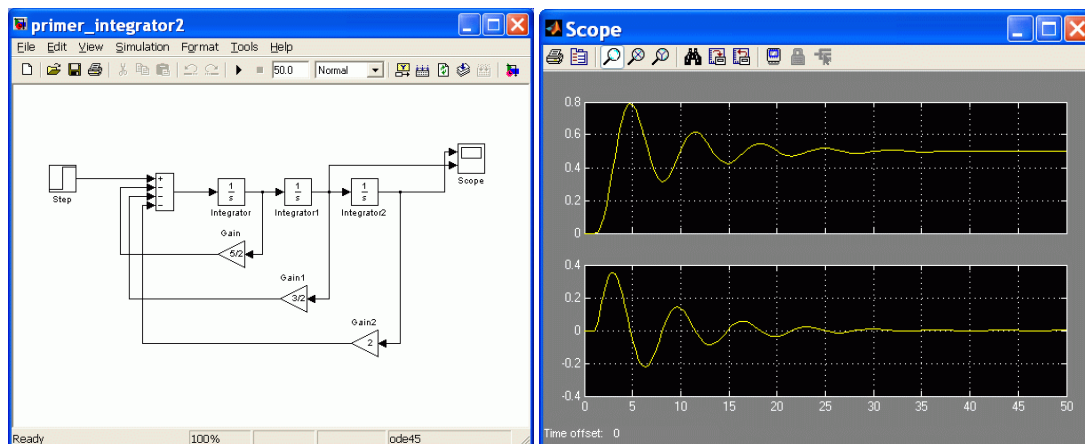 primer_integrator2
File Edit View Simulation Format Tools Help
50.0 Normal
Step
+
−
−
−
1
s
Integrator
1
s
Integrator1
1
s
Integrator2
Scope
Gain
5/2
Gain1
3/2
Gain2
2
Ready 100% ode45
Scope
0.8
0.6
0.4
0.2
0
0.4
0.2
0
-0.2
-0.4
0 5 10 15 20 25 30 35 40 45 50
Time offset: 0